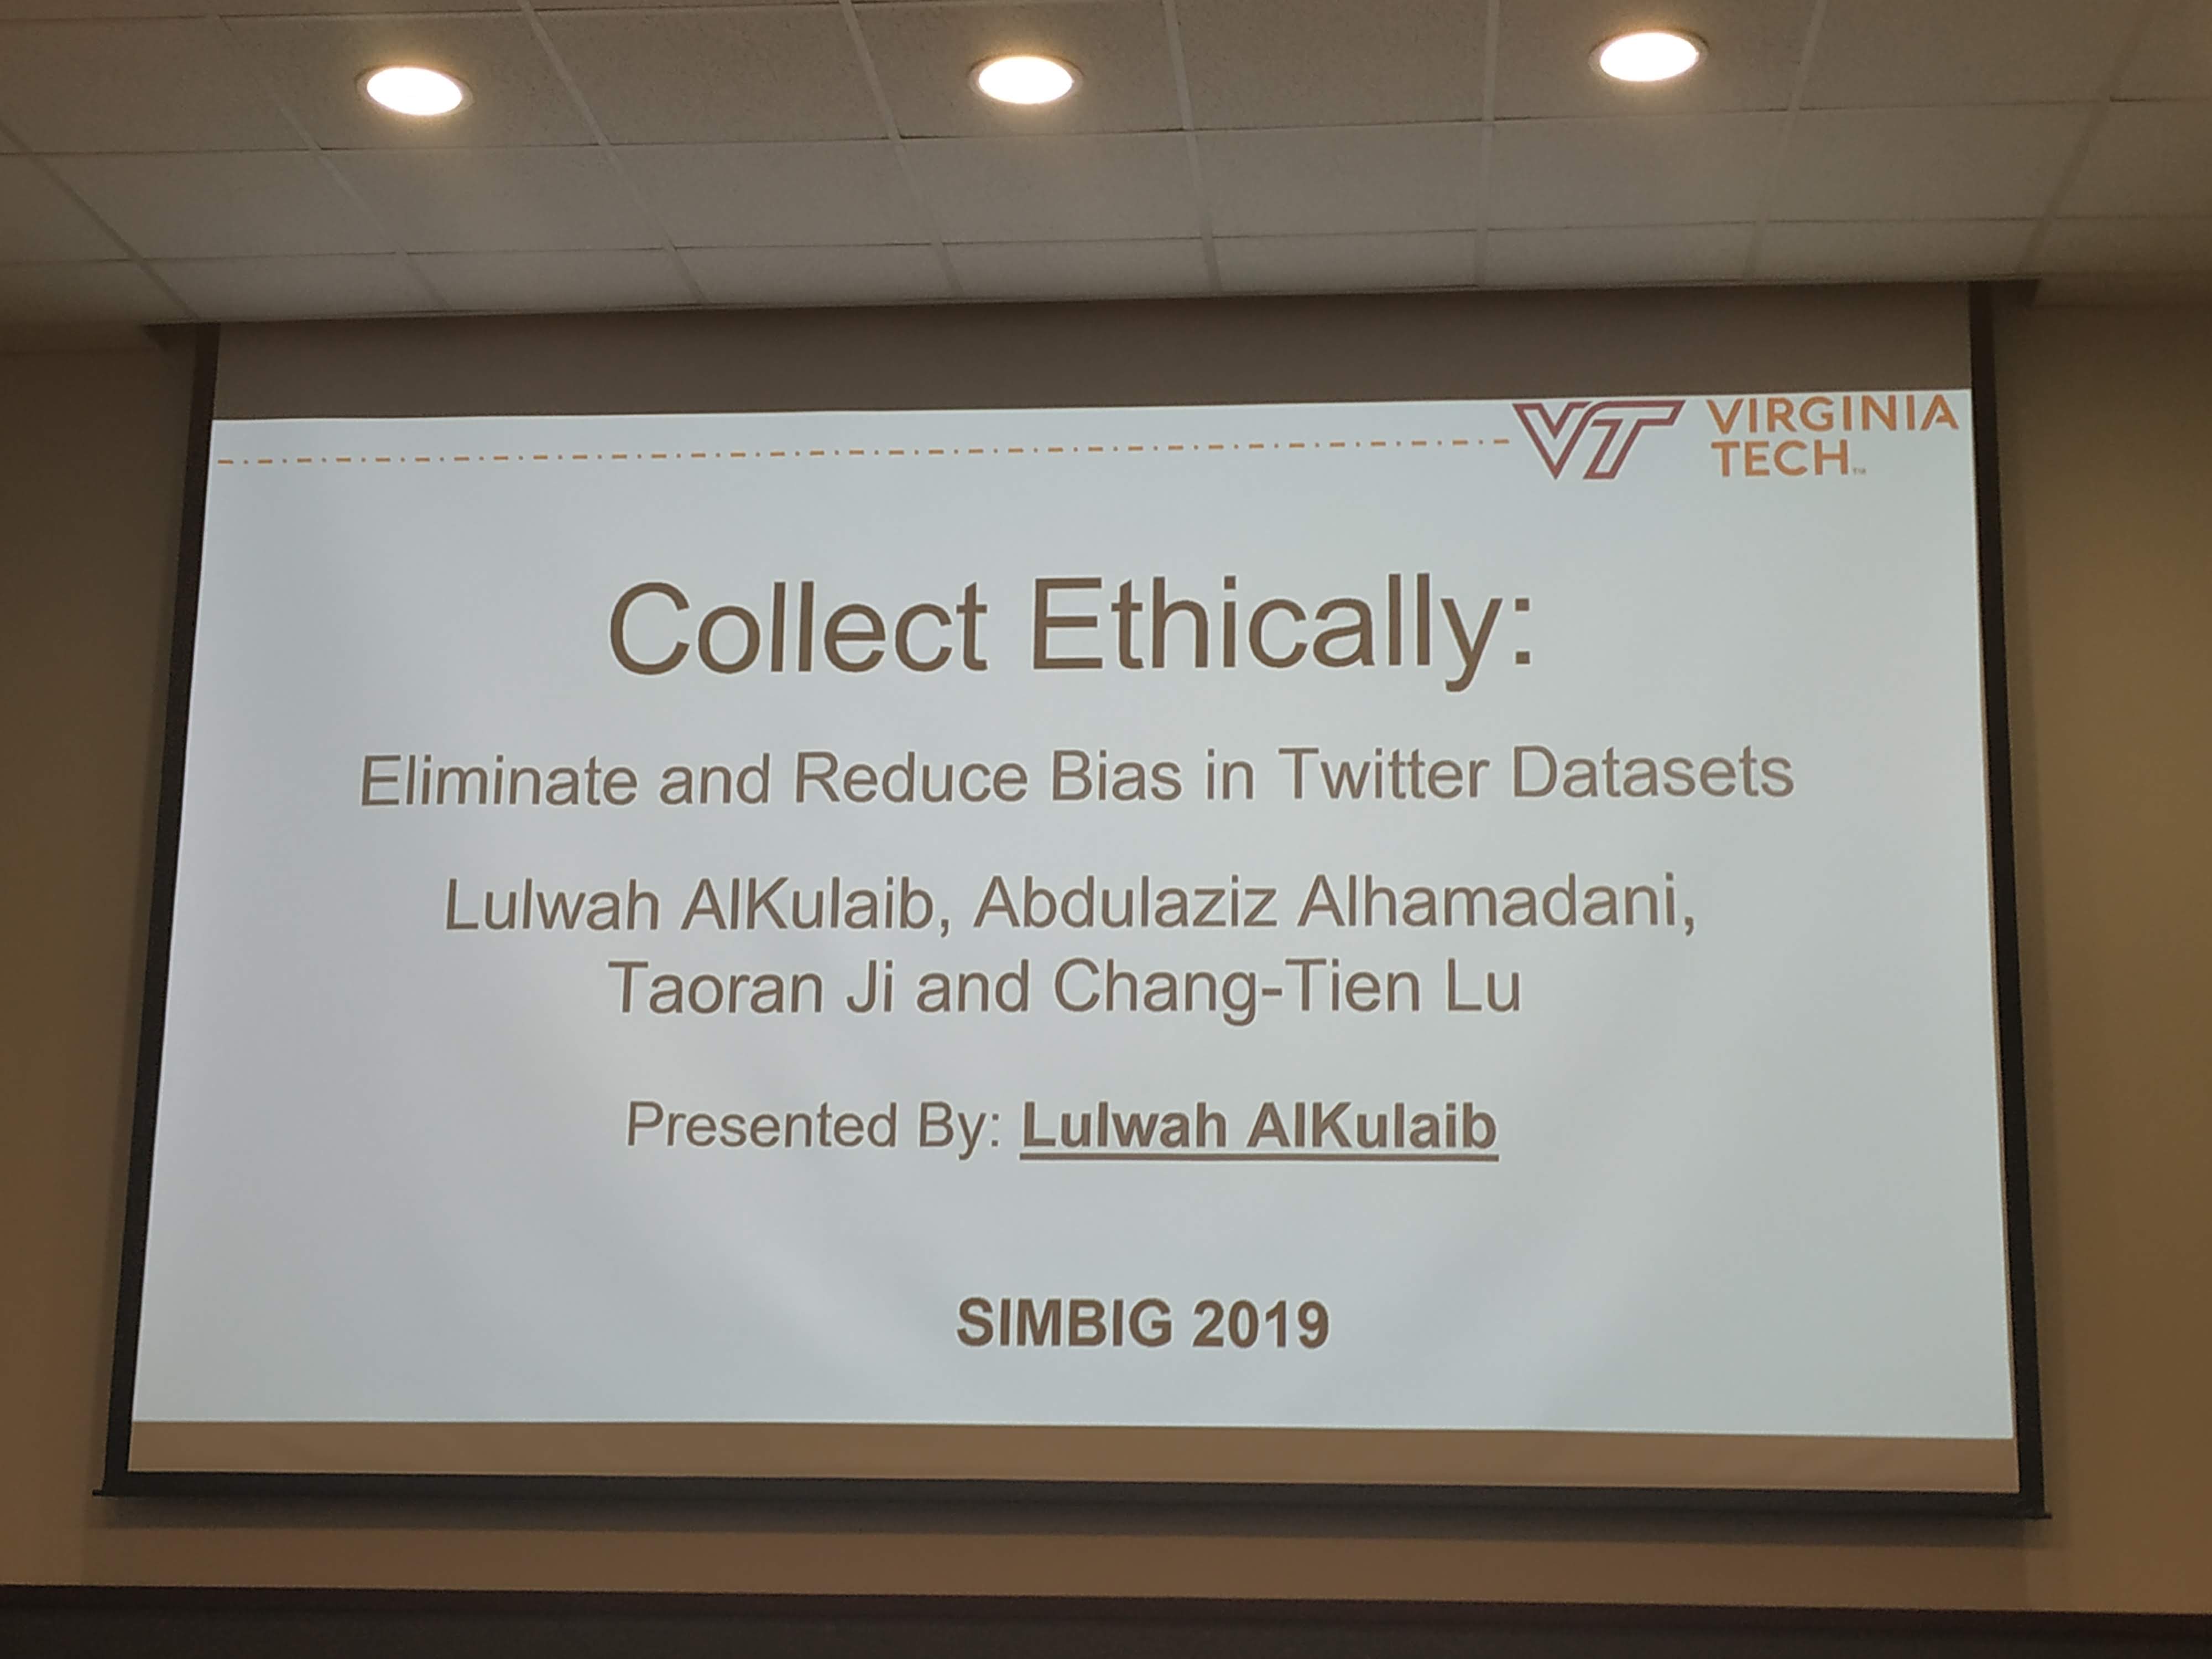 VT VIRGINIA
TECH™
Collect Ethically:
Eliminate and Reduce Bias in Twitter Datasets
Lulwah AlKulaib, Abdulaziz Alhamadani,
Taoran Ji and Chang-Tien Lu
Presented By: Lulwah AlKulaib
SIMBIG 2019